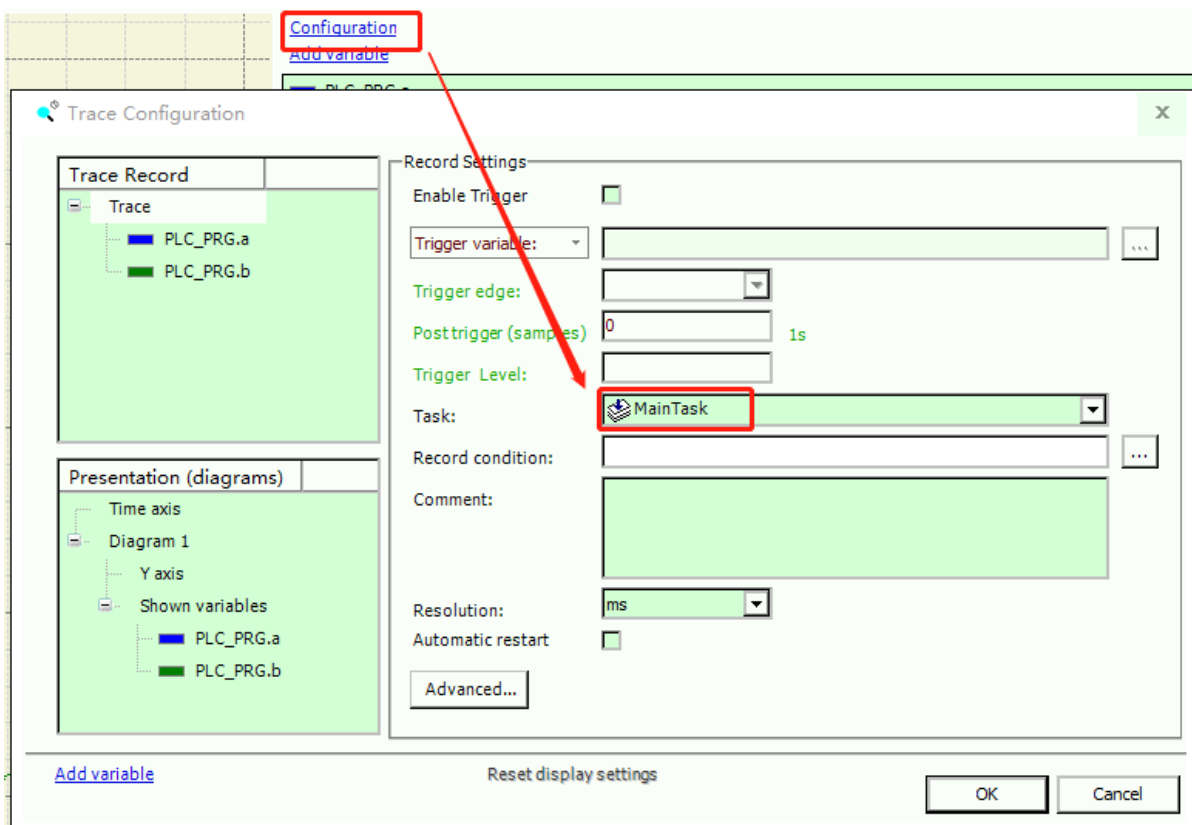 Configuration
Add variable
Trace Configuration
x
Trace Record
Trace
PLC_PRG.a
PLC_PRG.b
Presentation (diagrams)
Time axis
Diagram 1
Y axis
Shown variables
PLC_PRG.a
PLC_PRG.b
Record Settings
Enable Trigger
Trigger variable:
...
Trigger edge:
Post trigger (samples) 0 1s
Trigger Level:
Task: MainTask
Record condition: ...
Comment:
Resolution: ms
Automatic restart
Advanced...
Add variable
Reset display settings
OK
Cancel